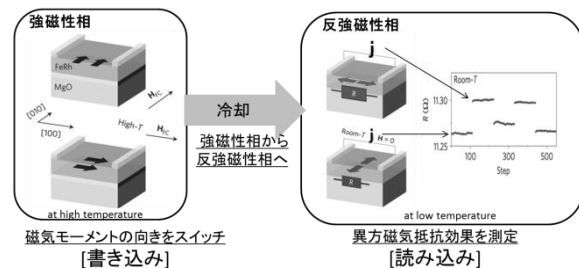 強磁性相
FeRh
MgO
[010]
[100]
H_FC
High-T
H_FC
at high temperature
磁気モーメントの向きをスイッチ
[書き込み]
冷却
強磁性相から
反強磁性相へ
反強磁性相
j
R
Room-T
j
H = 0
R
Room-T
R (Ω)
11.30
11.25
100
300
500
Step
at low temperature
異方磁気抵抗効果を測定
[読み込み]